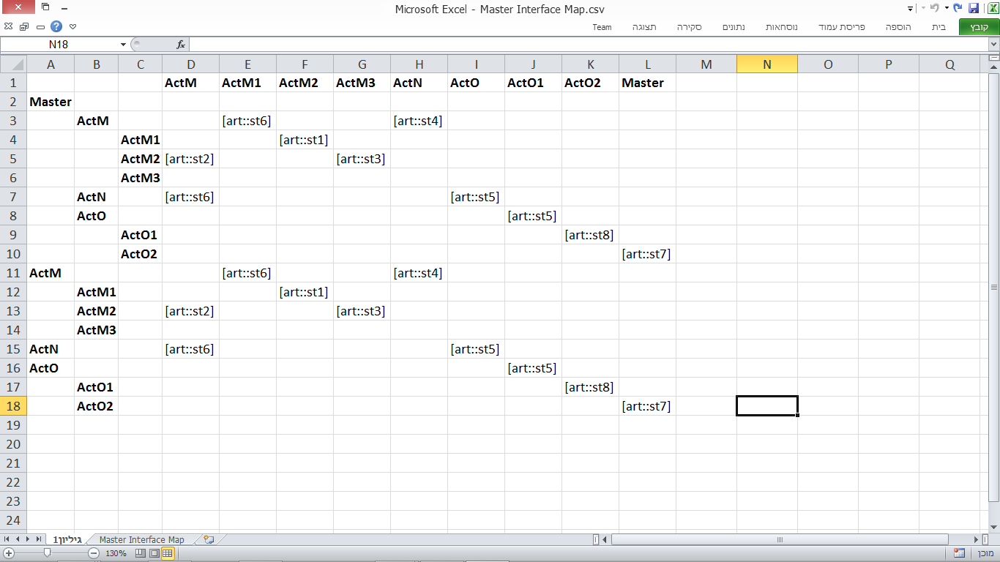 Microsoft Excel - Master Interface Map.csv
קובץ בית הוספה פריסת עמוד נוסחאות נתונים סקירה תצוגה Team
N18 fx
A B C D E F G H I J K L M N O P Q
1 ActM ActM1 ActM2 ActM3 ActN ActO ActO1 ActO2 Master
2 Master
3 ActM [art::st6] [art::st4]
4 ActM1 [art::st1]
5 ActM2 [art::st2] [art::st3]
6 ActM3
7 ActN [art::st6] [art::st5]
8 ActO [art::st5]
9 ActO1 [art::st8]
10 ActO2 [art::st7]
11 ActM [art::st6] [art::st4]
12 ActM1 [art::st1]
13 ActM2 [art::st2] [art::st3]
14 ActM3
15 ActN [art::st6] [art::st5]
16 ActO [art::st5]
17 ActO1 [art::st8]
18 ActO2 [art::st7]
19
20
21
22
23
24
גיליון1 Master Interface Map
130% מוכן